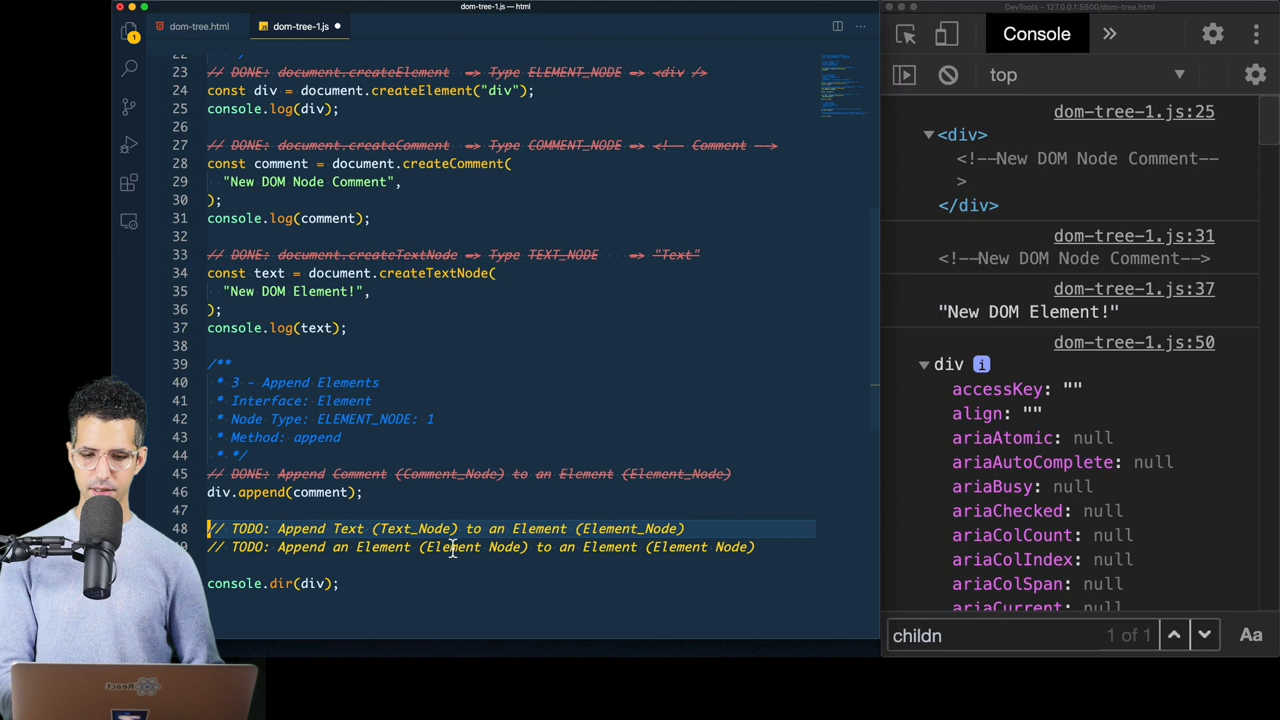 dom-tree-1.js — html
DevTools - 127.0.0.1:5500/dom-tree.html
dom-tree.html
dom-tree-1.js
Console
top
1
22
23 // DONE: document.createElement => Type ELEMENT_NODE => <div />
24 const div = document.createElement("div");
25 console.log(div);
26
27 // DONE: document.createComment => Type COMMENT_NODE => <!-- Comment -->
28 const comment = document.createComment(
29 "New DOM Node Comment",
30 );
31 console.log(comment);
32
33 // DONE: document.createTextNode => Type TEXT_NODE => "Text"
34 const text = document.createTextNode(
35 "New DOM Element!",
36 );
37 console.log(text);
38
39 /**
40 * 3 - Append Elements
41 * Interface: Element
42 * Node Type: ELEMENT_NODE: 1
43 * Method: append
44 * */
45 // DONE: Append Comment (Comment_Node) to an Element (Element_Node)
46 div.append(comment);
47
48 // TODO: Append Text (Text_Node) to an Element (Element_Node)
// TODO: Append an Element (Element Node) to an Element (Element Node)
console.dir(div);
dom-tree-1.js:25
<div>
<!--New DOM Node Comment--
>
</div>
dom-tree-1.js:31
<!--New DOM Node Comment-->
dom-tree-1.js:37
"New DOM Element!"
dom-tree-1.js:50
div i
accessKey: ""
align: ""
ariaAtomic: null
ariaAutoComplete: null
ariaBusy: null
ariaChecked: null
ariaColCount: null
ariaColIndex: null
ariaColSpan: null
ariaCurrent: null
childn
1 of 1
Aa
React